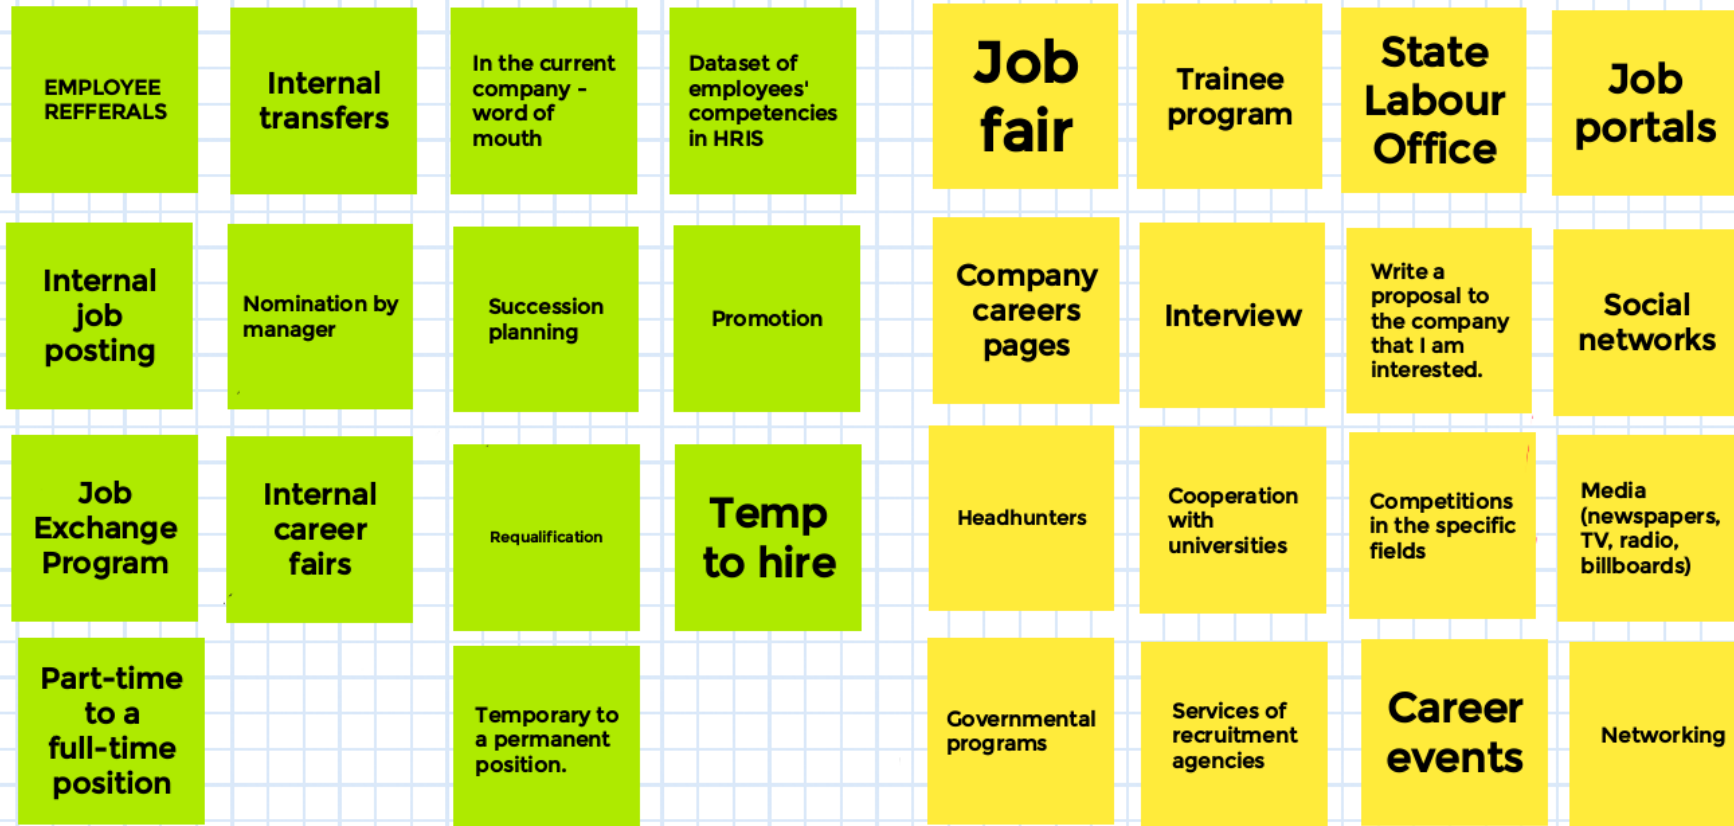 EMPLOYEE
REFFERALS
Internal
transfers
In the current
company -
word of
mouth
Dataset of
employees'
competencies
in HRIS
Job
fair
Trainee
program
State
Labour
Office
Job
portals
Internal
job
posting
Nomination by
manager
Succession
planning
Promotion
Company
careers
pages
Interview
Write a
proposal to
the company
that I am
interested.
Social
networks
Job
Exchange
Program
Internal
career
fairs
Requalification
Temp
to hire
Headhunters
Cooperation
with
universities
Competitions
in the specific
fields
Media
(newspapers,
TV, radio,
billboards)
Part-time
to a
full-time
position
Temporary to
a permanent
position.
Governmental
programs
Services of
recruitment
agencies
Career
events
Networking